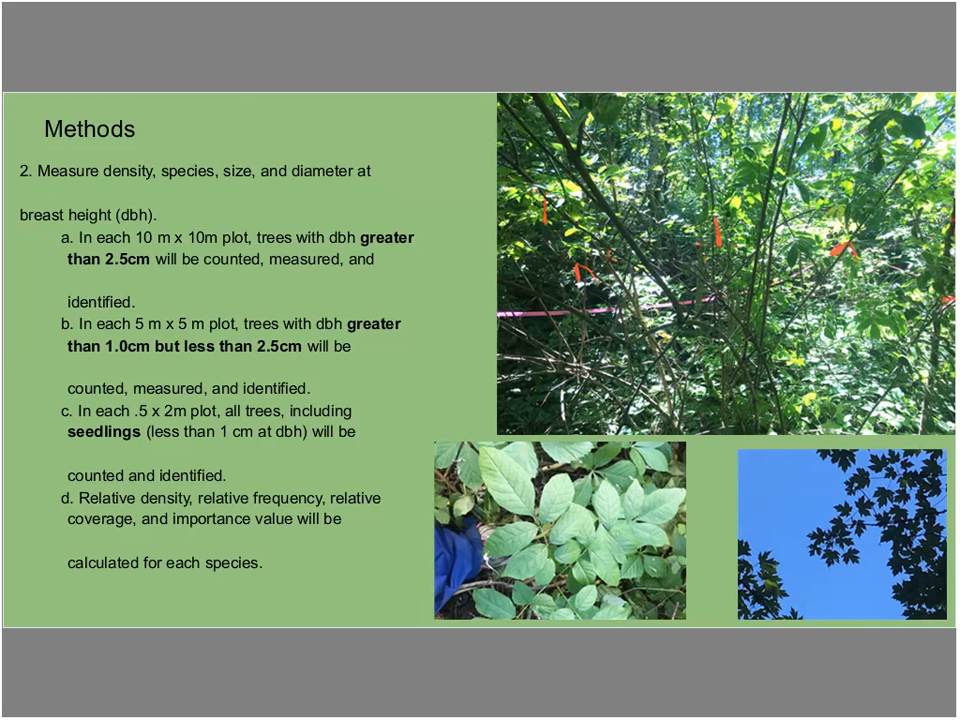 Methods
2. Measure density, species, size, and diameter at
breast height (dbh).
a. In each 10 m x 10m plot, trees with dbh greater
than 2.5cm will be counted, measured, and
identified.
b. In each 5 m x 5 m plot, trees with dbh greater
than 1.0cm but less than 2.5cm will be
counted, measured, and identified.
c. In each .5 x 2m plot, all trees, including
seedlings (less than 1 cm at dbh) will be
counted and identified.
d. Relative density, relative frequency, relative
coverage, and importance value will be
calculated for each species.